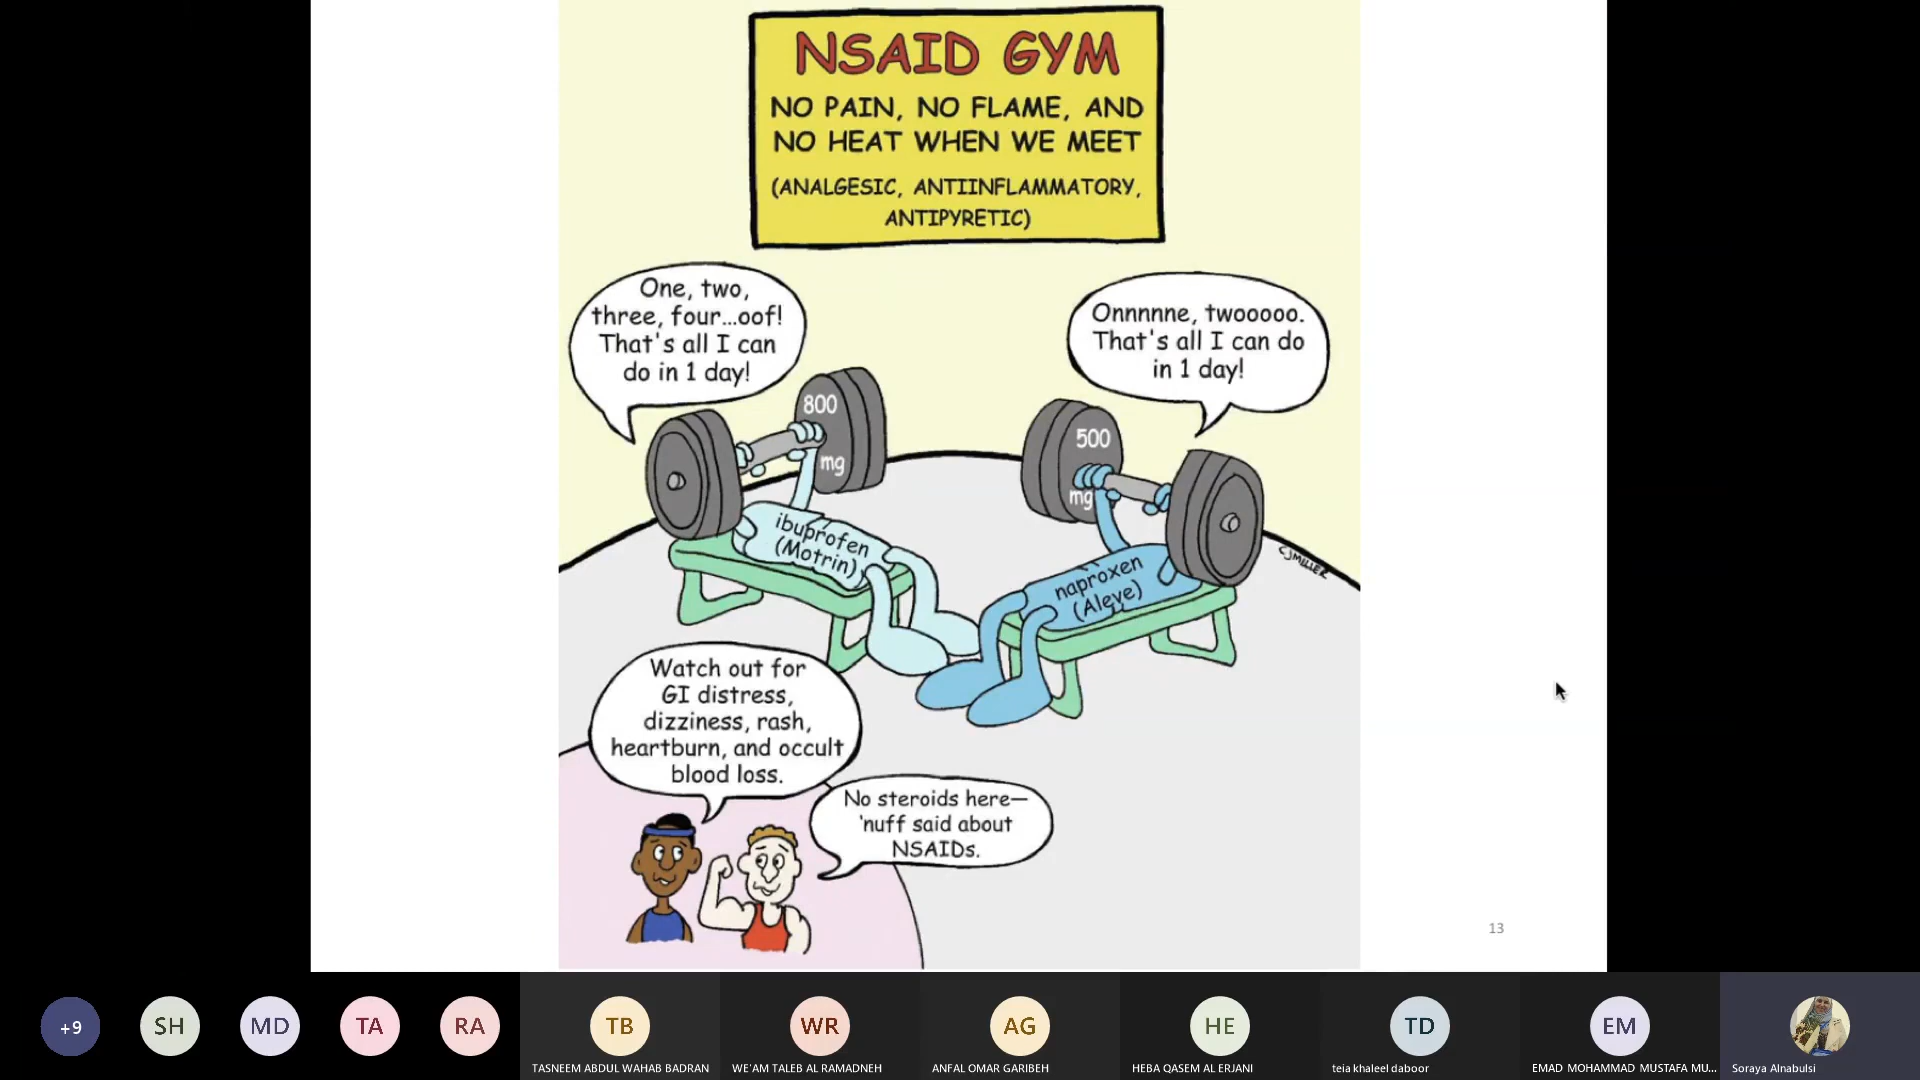 NSAID GYM
NO PAIN, NO FLAME, AND
NO HEAT WHEN WE MEET
(ANALGESIC, ANTIINFLAMMATORY,
ANTIPYRETIC)
One, two,
three, four...oof!
That's all I can
do in 1 day!
Onnnnne, twooooo.
That's all I can do
in 1 day!
800
mg
500
mg
ibuprofen
(Motrin)
naproxen
(Aleve)
CJMILLER
Watch out for
GI distress,
dizziness, rash,
heartburn, and occult
blood loss.
No steroids here—
'nuff said about
NSAIDs.
13
+9
SH
MD
TA
RA
TB
WR
AG
HE
TD
EM
TASNEEM ABDUL WAHAB BADRAN
WE'AM TALEB AL RAMADNEH
ANFAL OMAR GARIBEH
HEBA QASEM AL ERJANI
teia khaleel daboor
EMAD MOHAMMAD MUSTAFA MU...
Soraya Alnabulsi